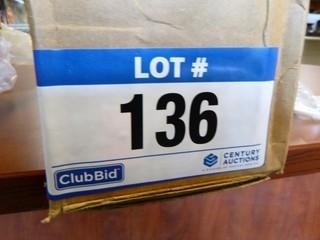 LOT #
136
ClubBid
CENTURY
AUCTIONS